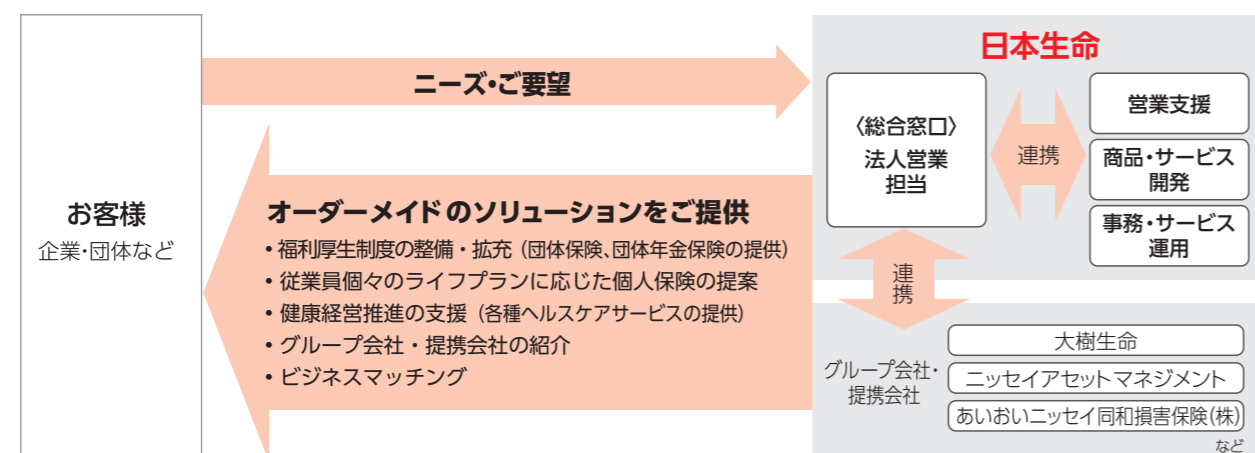 お客様
企業・団体など
ニーズ・ご要望
オーダーメイドのソリューションをご提供
・福利厚生制度の整備・拡充（団体保険、団体年金保険の提供）
・従業員個々のライフプランに応じた個人保険の提案
・健康経営推進の支援（各種ヘルスケアサービスの提供）
・グループ会社・提携会社の紹介
・ビジネスマッチング
日本生命
〈総合窓口〉
法人営業
担当
連携
営業支援
商品・サービス
開発
事務・サービス
運用
連
携
グループ会社・
提携会社
大樹生命
ニッセイアセットマネジメント
あいおいニッセイ同和損害保険(株)
など